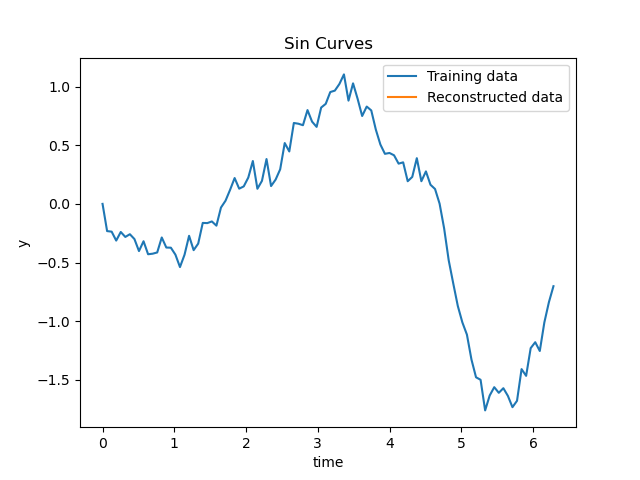 Sin Curves
Training data
Reconstructed data
1.0
0.5
0.0
−0.5
−1.0
−1.5
y
0 1 2 3 4 5 6
time